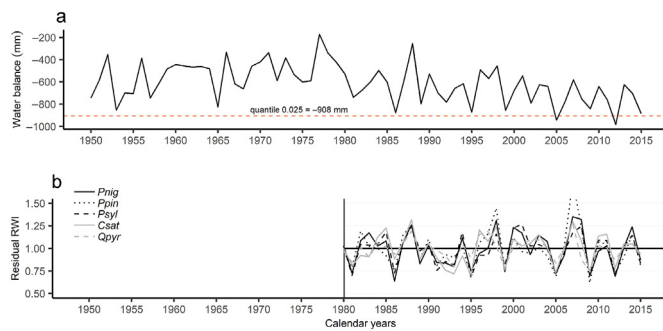 a
Water balance (mm)
−200
−400
−600
−800
−1000
quantile 0.025 = −908 mm
1950 1955 1960 1965 1970 1975 1980 1985 1990 1995 2000 2005 2010 2015
b
Residual RWI
1.50
1.25
1.00
0.75
0.50
Pnig
Ppin
Psyl
Csat
Qpyr
1950 1955 1960 1965 1970 1975 1980 1985 1990 1995 2000 2005 2010 2015
Calendar years